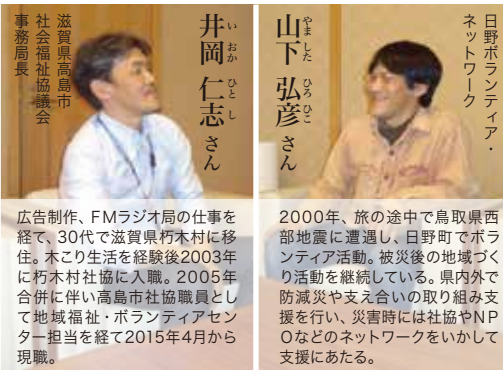 日野ボランティア・
ネットワーク
やました ひろひこ
山下 弘彦 さん
2000年、旅の途中で鳥取県西
部地震に遭遇し、日野町でボラ
ンティア活動。被災後の地域づく
り活動を継続している。県内外で
防減災や支え合いの取り組み支
援を行い、災害時には社協やNP
Oなどのネットワークをいかして
支援にあたる。
いおか ひとし
井岡 仁志 さん
滋賀県高島市
社会福祉協議会
事務局長
広告制作、FMラジオ局の仕事を
経て、30代で滋賀県朽木村に移
住。木こり生活を経験後2003年
に朽木村社協に入職。2005年
合併に伴い高島市社協職員とし
て地域福祉・ボランティアセン
ター担当を経て2015年4月から
現職。